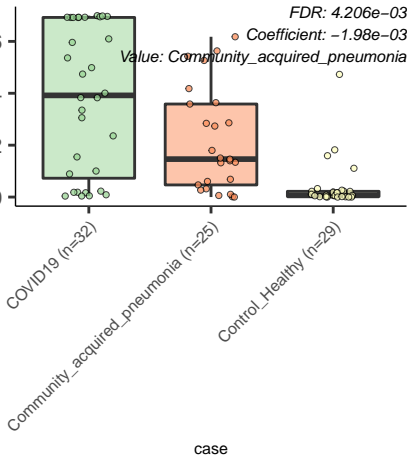 FDR: 4.206e−03
Coefficient: −1.98e−03
Value: Community_acquired_pneumonia
COVID19 (n=32)
Community_acquired_pneumonia (n=25)
Control_Healthy (n=29)
case